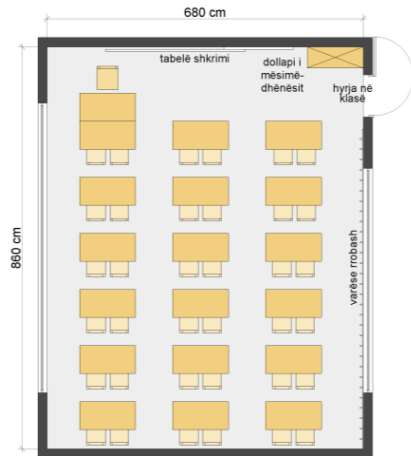 680 cm
tabelë shkrimi
dollapi i
mësimë-
dhënësit
hyrja në
klasë
860 cm
varëse rrobash